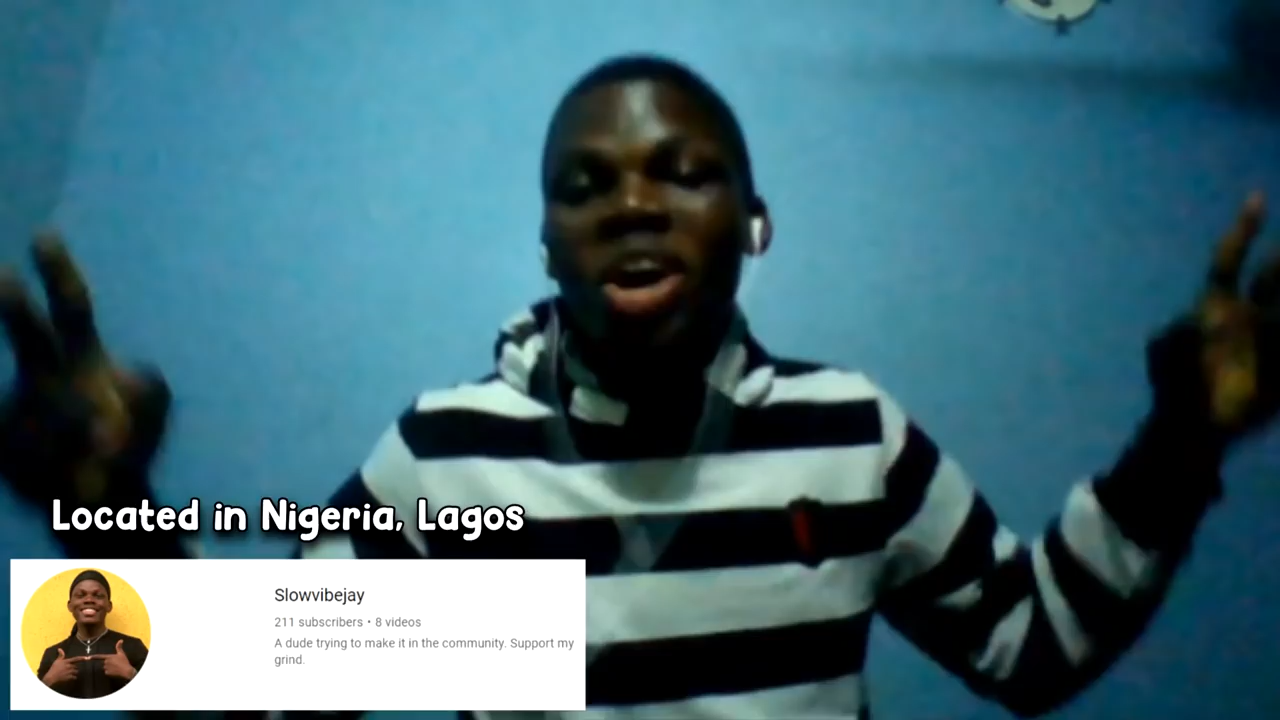 Located in Nigeria, Lagos
Slowvibejay
211 subscribers • 8 videos
A dude trying to make it in the community. Support my
grind.